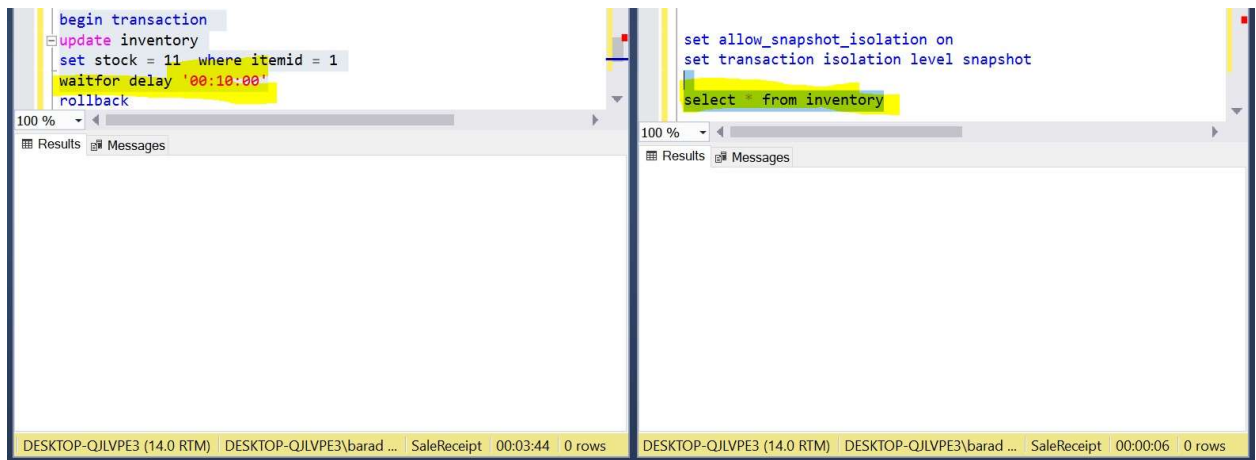 begin transaction
update inventory
set stock = 11  where itemid = 1
waitfor delay '00:10:00'
rollback
100 %
Results Messages
DESKTOP-QJLVPE3 (14.0 RTM) DESKTOP-QJLVPE3\barad ... SaleReceipt 00:03:44 0 rows
set allow_snapshot_isolation on
set transaction isolation level snapshot
select * from inventory
100 %
Results Messages
DESKTOP-QJLVPE3 (14.0 RTM) DESKTOP-QJLVPE3\barad ... SaleReceipt 00:00:06 0 rows